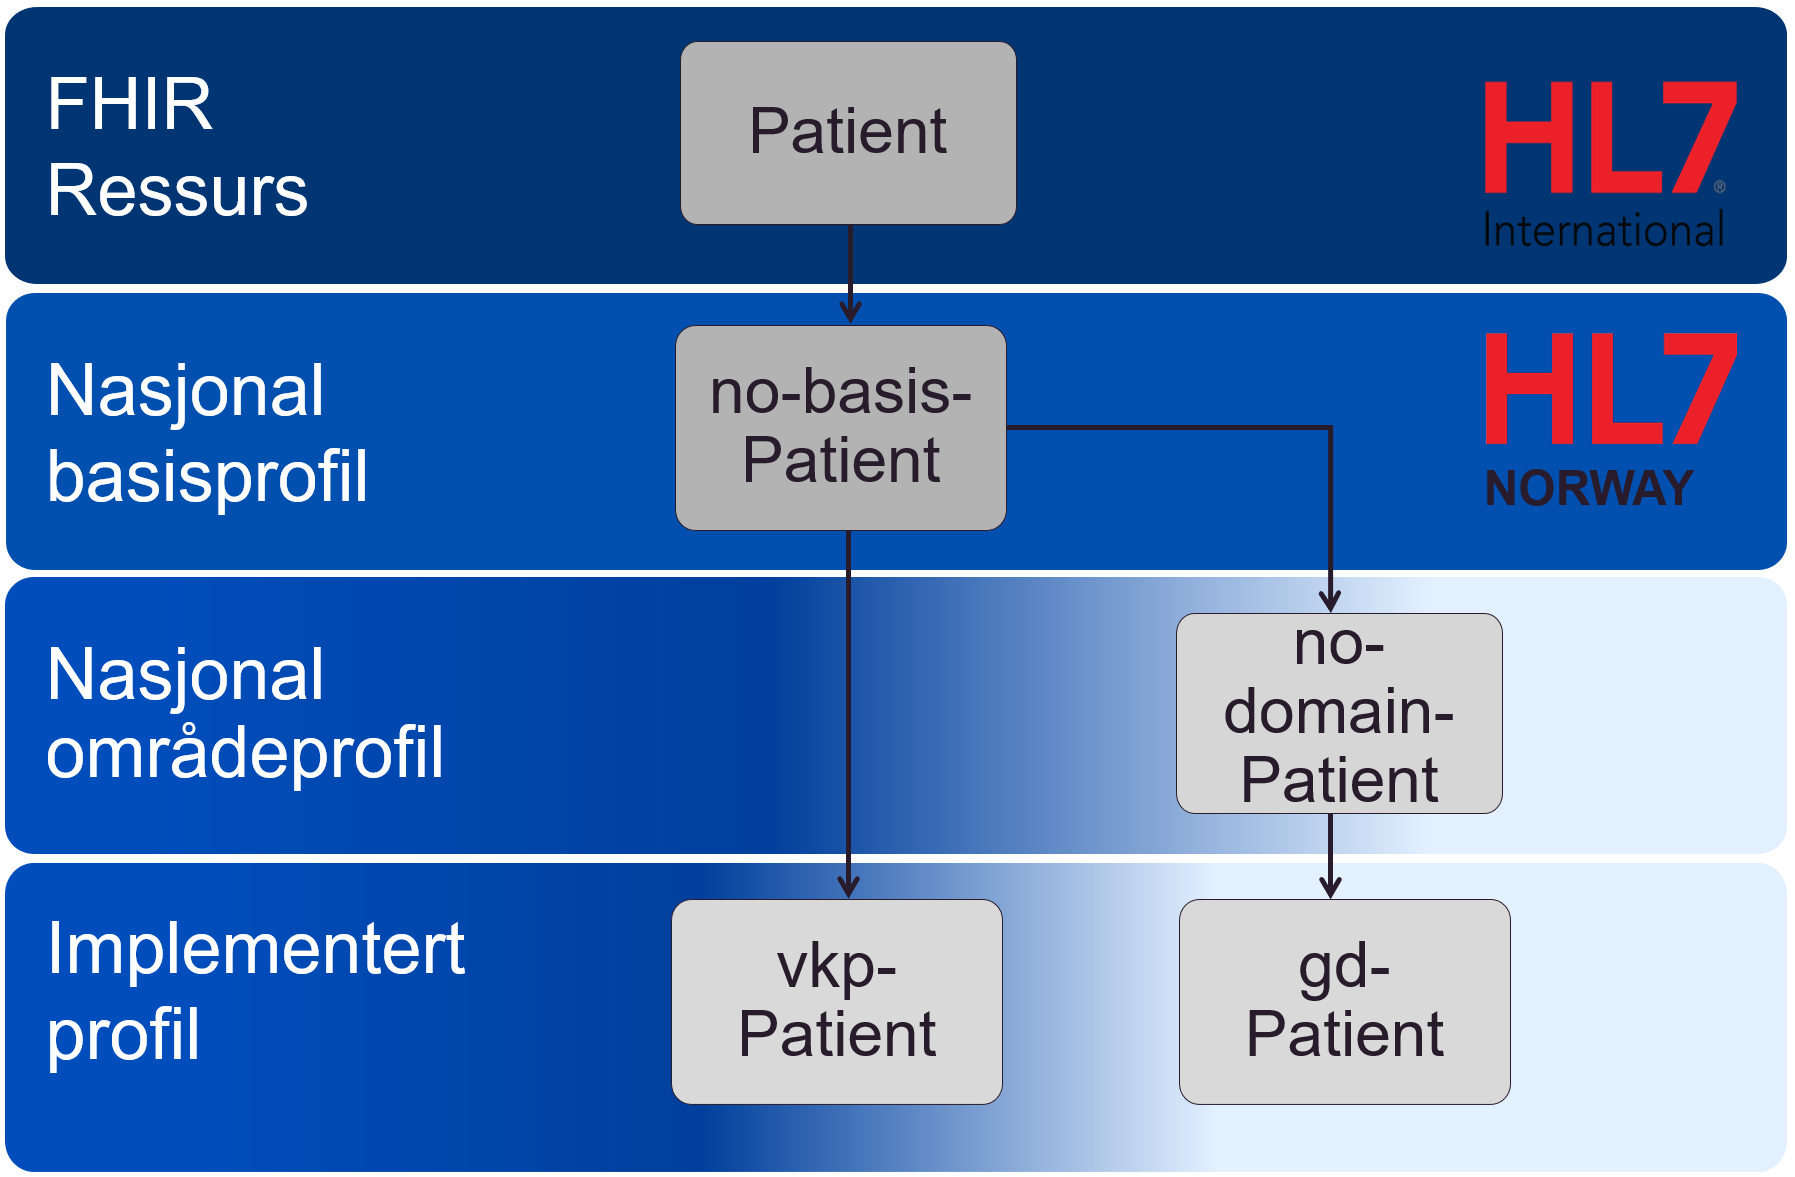 FHIR
Ressurs
Patient
HL7
®
International
Nasjonal
basisprofil
no-basis-
Patient
HL7
NORWAY
Nasjonal
områdeprofil
no-
domain-
Patient
Implementert
profil
vkp-
Patient
gd-
Patient